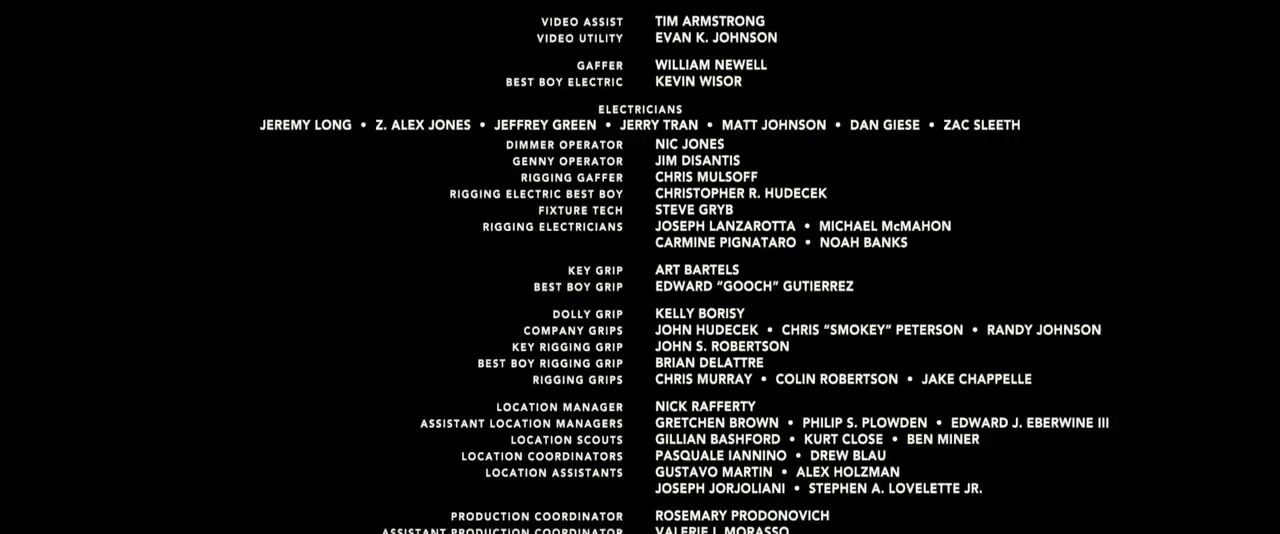 VIDEO ASSIST TIM ARMSTRONG
VIDEO UTILITY EVAN K. JOHNSON
GAFFER WILLIAM NEWELL
BEST BOY ELECTRIC KEVIN WISOR
ELECTRICIANS
JEREMY LONG • Z. ALEX JONES • JEFFREY GREEN • JERRY TRAN • MATT JOHNSON • DAN GIESE • ZAC SLEETH
DIMMER OPERATOR NIC JONES
GENNY OPERATOR JIM DISANTIS
RIGGING GAFFER CHRIS MULSOFF
RIGGING ELECTRIC BEST BOY CHRISTOPHER R. HUDECEK
FIXTURE TECH STEVE GRYB
RIGGING ELECTRICIANS JOSEPH LANZAROTTA • MICHAEL McMAHON
CARMINE PIGNATARO • NOAH BANKS
KEY GRIP ART BARTELS
BEST BOY GRIP EDWARD "GOOCH" GUTIERREZ
DOLLY GRIP KELLY BORISY
COMPANY GRIPS JOHN HUDECEK • CHRIS "SMOKEY" PETERSON • RANDY JOHNSON
KEY RIGGING GRIP JOHN S. ROBERTSON
BEST BOY RIGGING GRIP BRIAN DELATTRE
RIGGING GRIPS CHRIS MURRAY • COLIN ROBERTSON • JAKE CHAPPELLE
LOCATION MANAGER NICK RAFFERTY
ASSISTANT LOCATION MANAGERS GRETCHEN BROWN • PHILIP S. PLOWDEN • EDWARD J. EBERWINE III
LOCATION SCOUTS GILLIAN BASHFORD • KURT CLOSE • BEN MINER
LOCATION COORDINATORS PASQUALE IANNINO • DREW BLAU
LOCATION ASSISTANTS GUSTAVO MARTIN • ALEX HOLZMAN
JOSEPH JORJOLIANI • STEPHEN A. LOVELETTE JR.
PRODUCTION COORDINATOR ROSEMARY PRODONOVICH
ASSISTANT PRODUCTION COORDINATOR VALERIE J. MORASSO